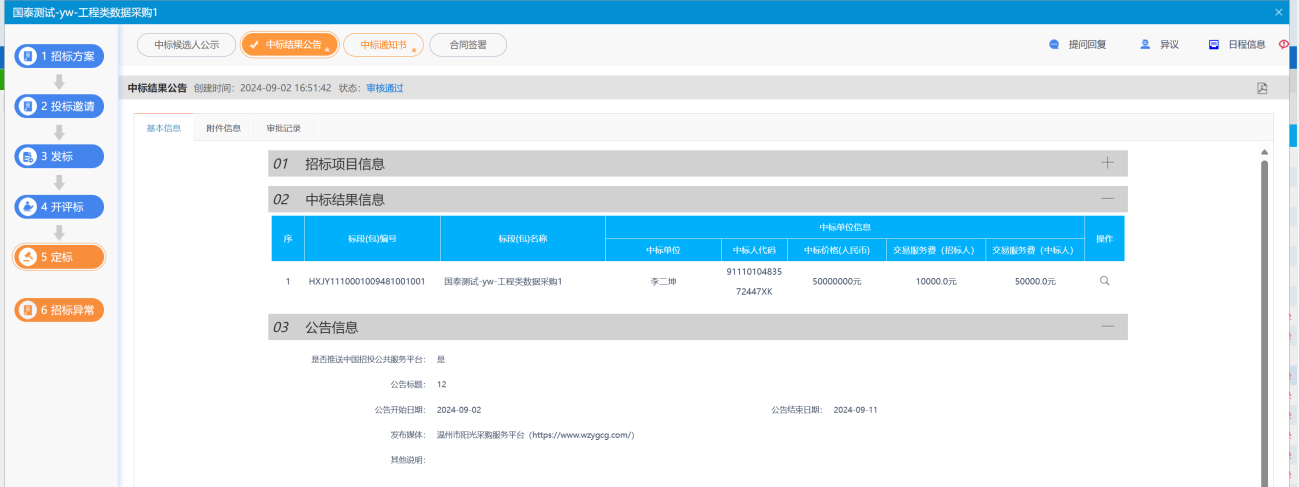 国泰测试-yw-工程类数据采购1
中标候选人公示 中标结果公告 中标通知书 合同签署 提问回复 异议 日程信息
1 招标方案
2 投标邀请
3 发标
4 开评标
5 定标
6 招标异常
中标结果公告 创建时间: 2024-09-02 16:51:42 状态: 审核通过
基本信息 附件信息 审批记录
01 招标项目信息
02 中标结果信息
序 标段(包)编号 标段(包)名称 中标单位信息 操作
中标单位 中标人代码 中标价格(人民币) 交易服务费（招标人） 交易服务费（中标人）
1 HXJY1110001009481001001 国泰测试-yw-工程类数据采购1 李二坤 91110104835 50000000元 10000.0元 50000.0元
72447XK
03 公告信息
是否推送中国招投公共服务平台: 是
公告标题: 12
公告开始日期: 2024-09-02 公告结束日期: 2024-09-11
发布媒体: 温州市阳光采购服务平台（https://www.wzygcg.com/）
其他说明: